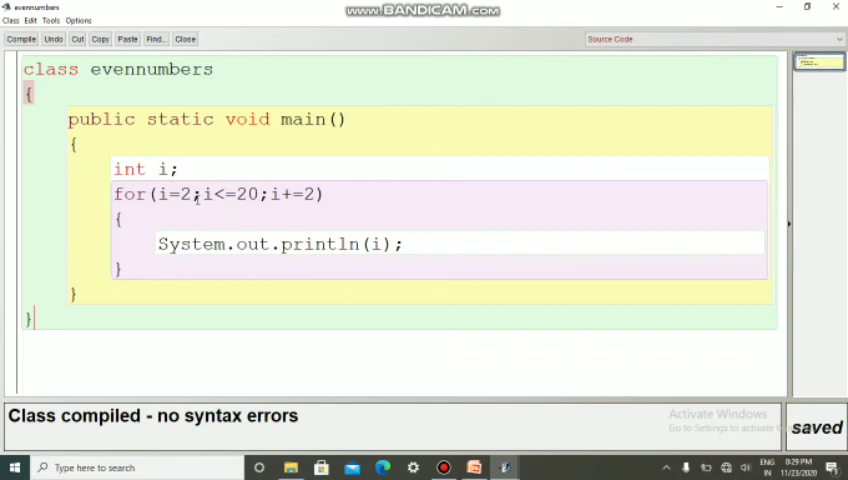 evennumbers
www.BANDICAM.com
Class Edit Tools Options
Compile Undo Cut Copy Paste Find... Close
Source Code
class evennumbers
{
public static void main()
{
int i;
for(i=2;i<=20;i+=2)
{
System.out.println(i);
}
}
}
Class compiled - no syntax errors
saved
Activate Windows
Go to Settings to activate
Type here to search
ENG
IN
8:29 PM
11/23/2020